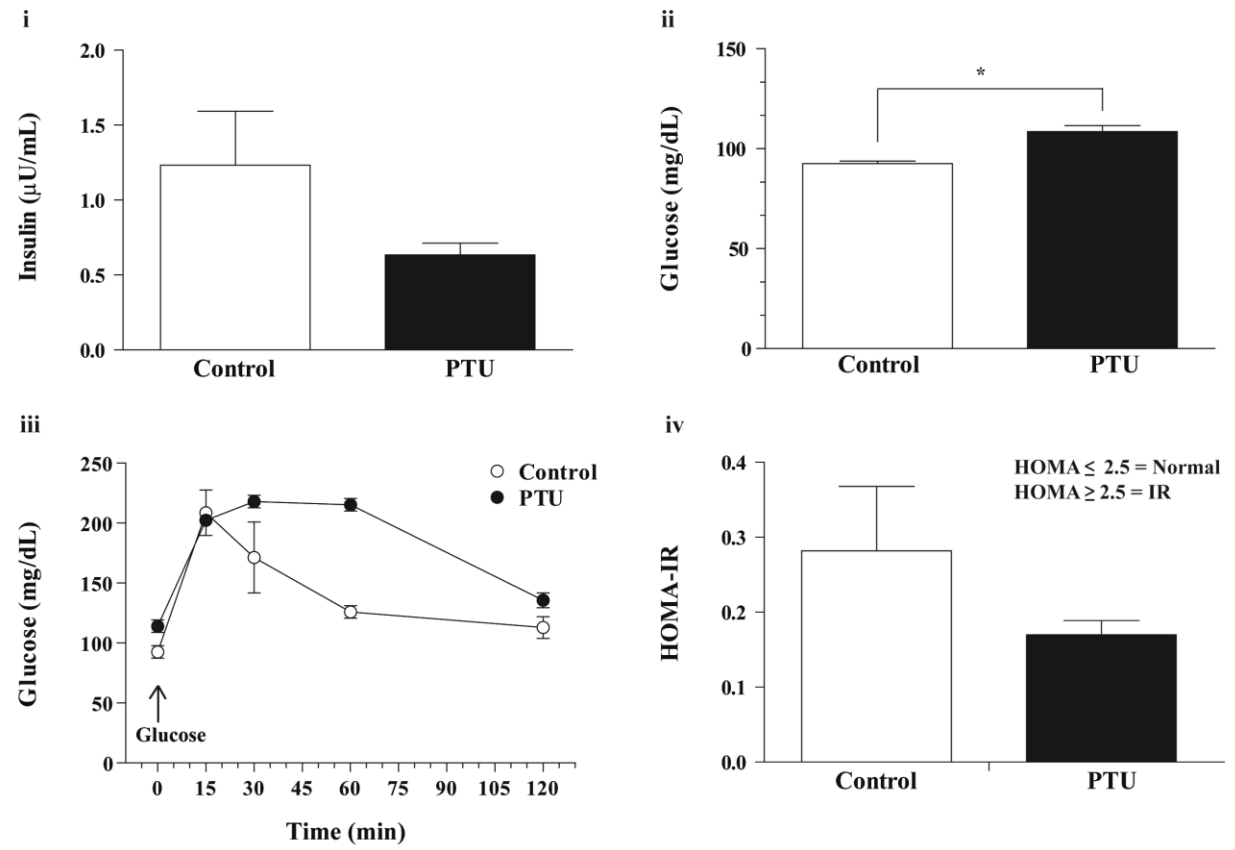 i
Insulin (µU/mL)
2.0
1.5
1.0
0.5
0.0
Control
PTU
ii
Glucose (mg/dL)
150
100
50
0
*
Control
PTU
iii
Glucose (mg/dL)
250
200
150
100
50
0
Control
PTU
Glucose
0 15 30 45 60 75 90 105 120
Time (min)
iv
HOMA-IR
0.4
0.3
0.2
0.1
0.0
HOMA ≤ 2.5 = Normal
HOMA ≥ 2.5 = IR
Control
PTU